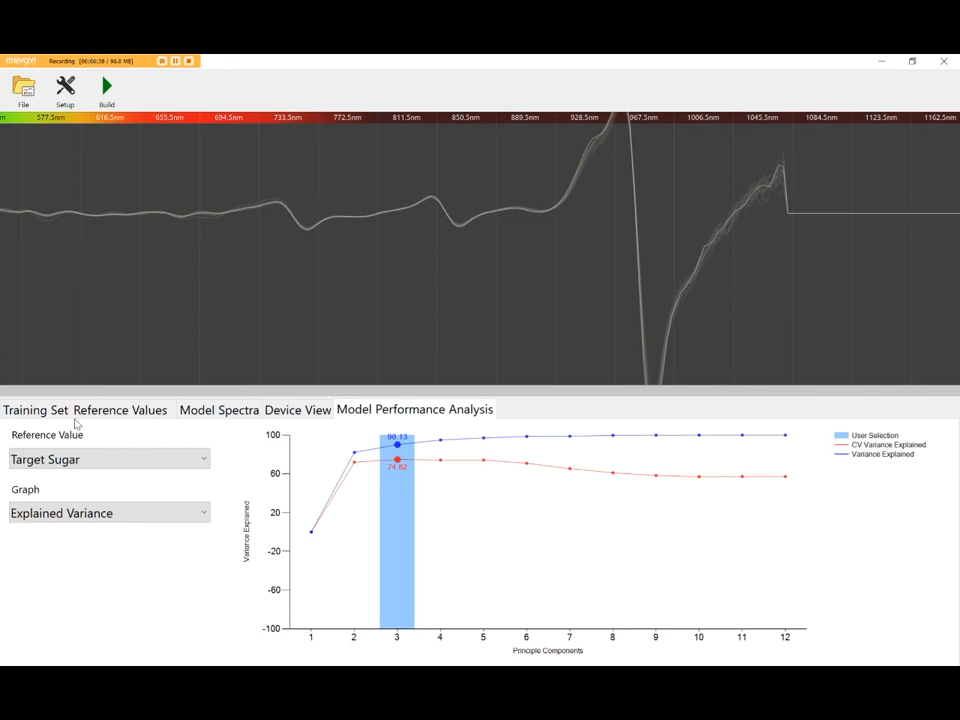 movavi Recording [00:06:38 / 96.6 MB]
File Setup Build
m 577.5nm 616.5nm 655.5nm 694.5nm 733.5nm 772.5nm 811.5nm 850.5nm 889.5nm 928.5nm 967.5nm 1006.5nm 1045.5nm 1084.5nm 1123.5nm 1162.5nm
Training Set Reference Values Model Spectra Device View Model Performance Analysis
Reference Value
Target Sugar
Graph
Explained Variance
Variance Explained
100
60
20
-20
-60
-100
90.13
74.82
1 2 3 4 5 6 7 8 9 10 11 12
Principle Components
User Selection
CV Variance Explained
Variance Explained